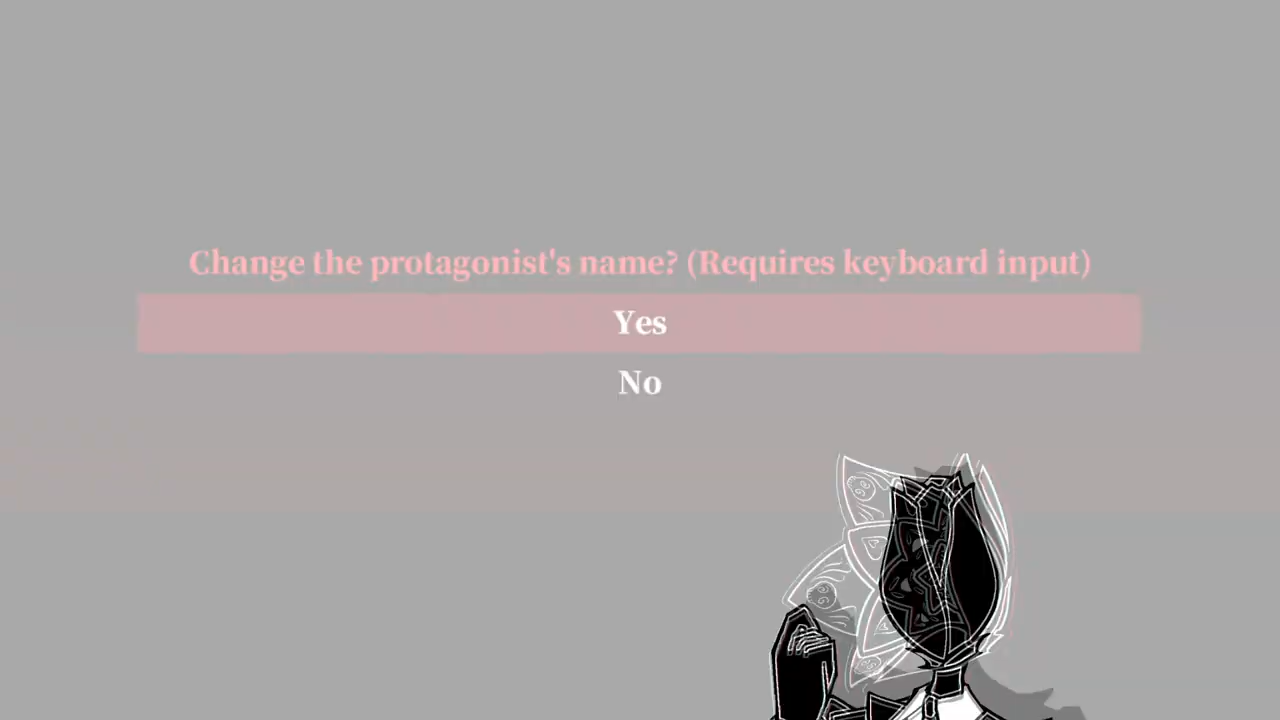 Change the protagonist's name? (Requires keyboard input)
Yes
No